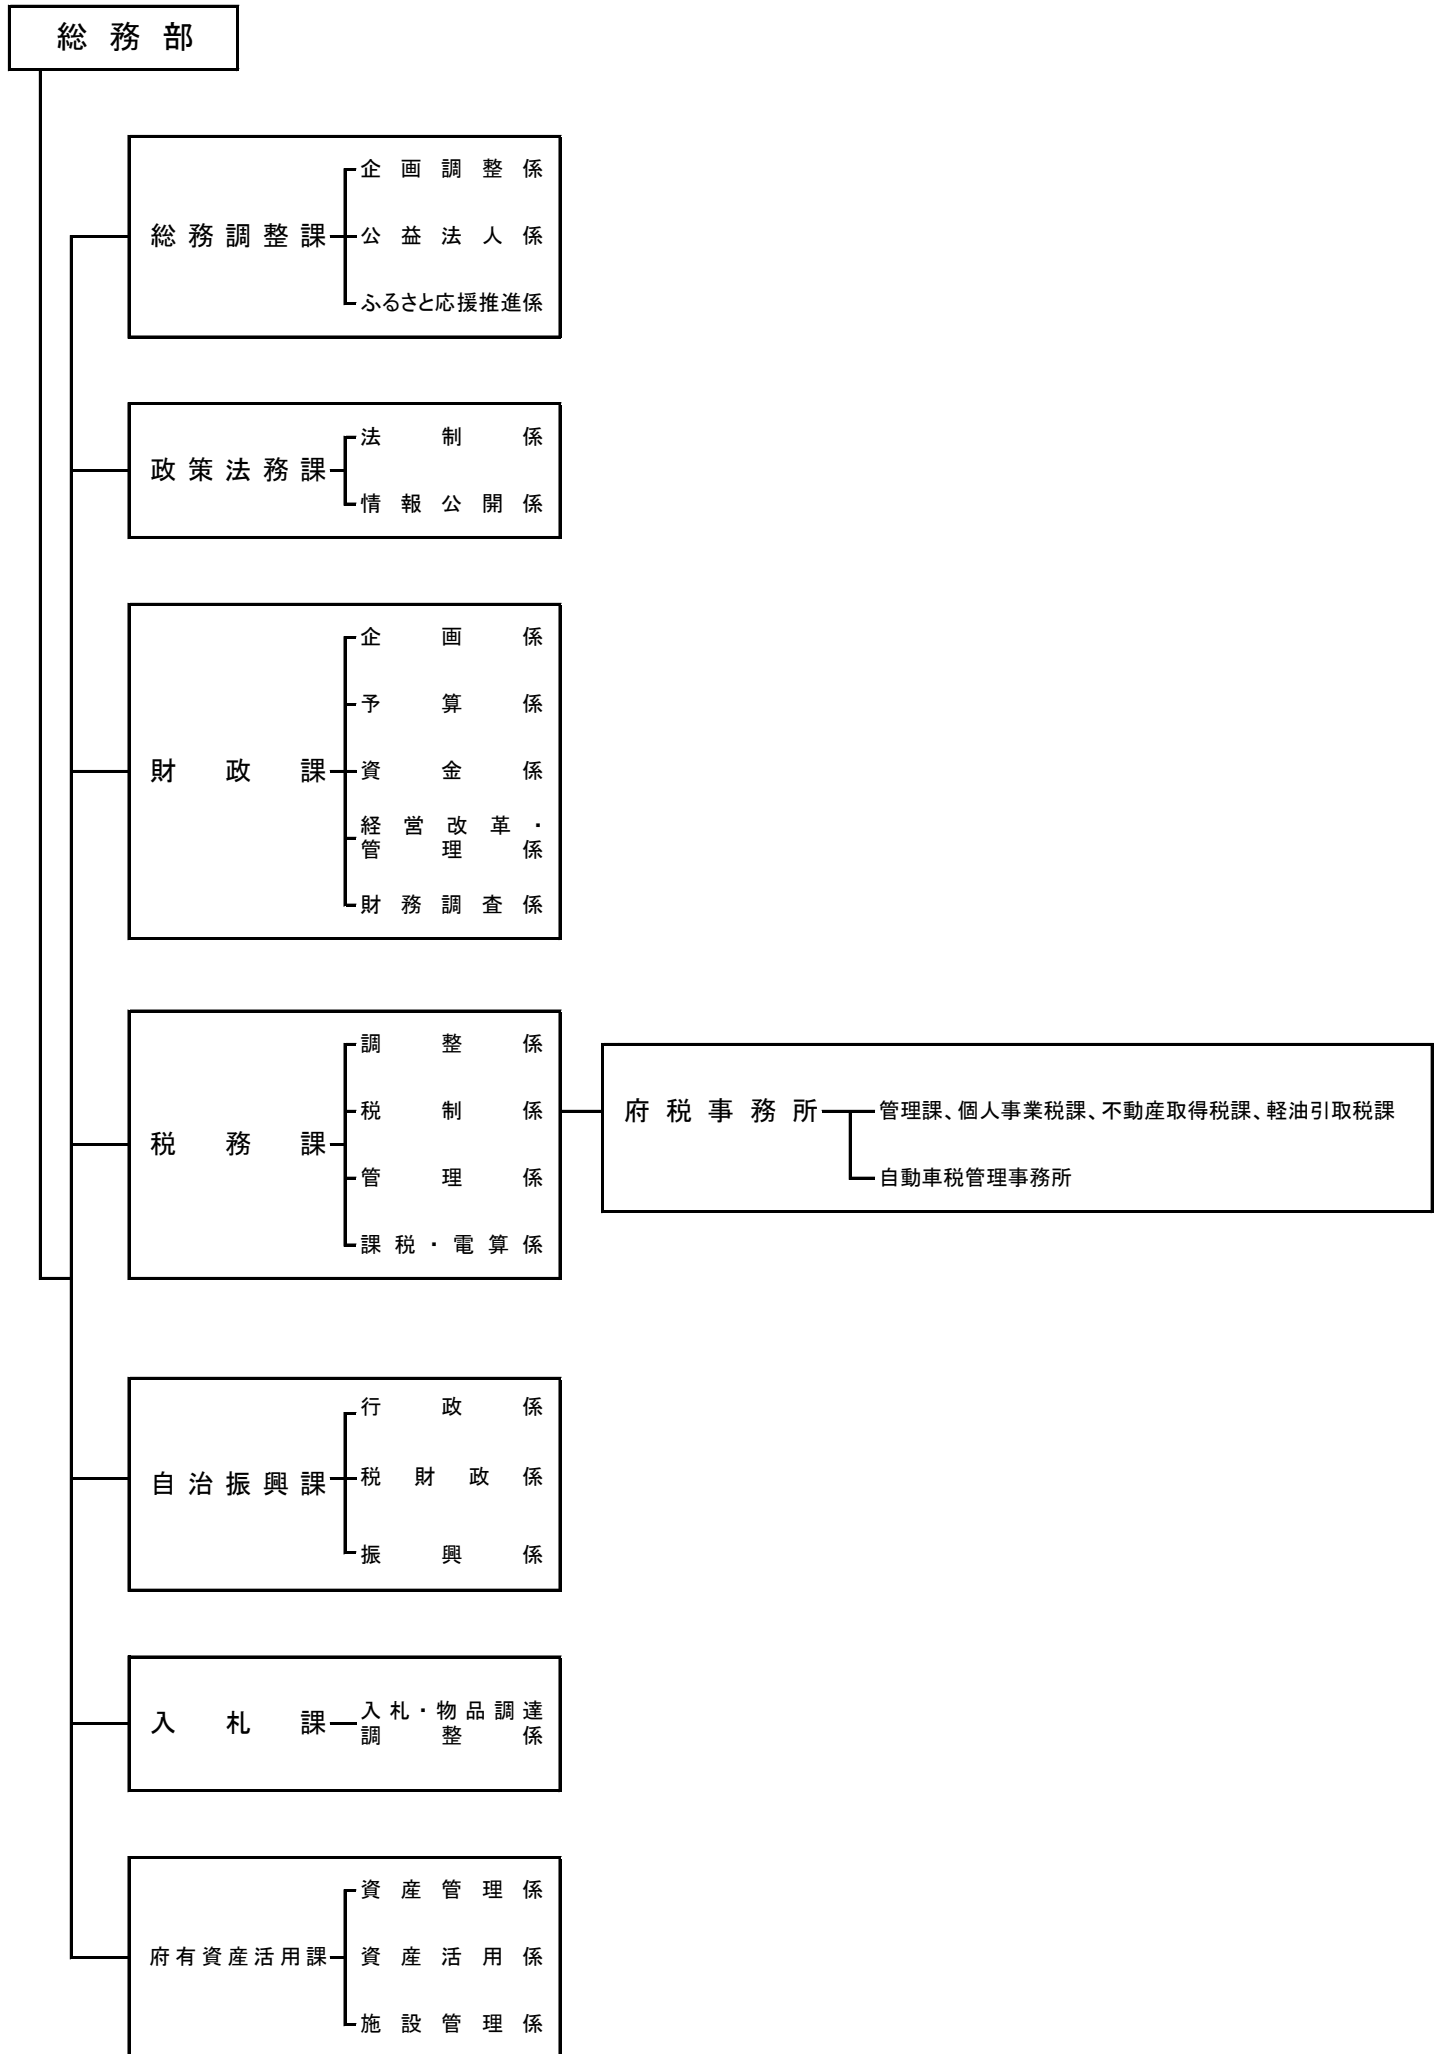 総務部
総務調整課
企画調整係
公益法人係
ふるさと応援推進係
政策法務課
法制係
情報公開係
財政課
企画係
予算係
資金係
経営改革・
管理係
財務調査係
税務課
調整係
税制係
管理係
課税・電算係
府税事務所
管理課、個人事業税課、不動産取得税課、軽油引取税課
自動車税管理事務所
自治振興課
行政係
税財政係
振興係
入札課
入札・物品調達
調整係
府有資産活用課
資産管理係
資産活用係
施設管理係